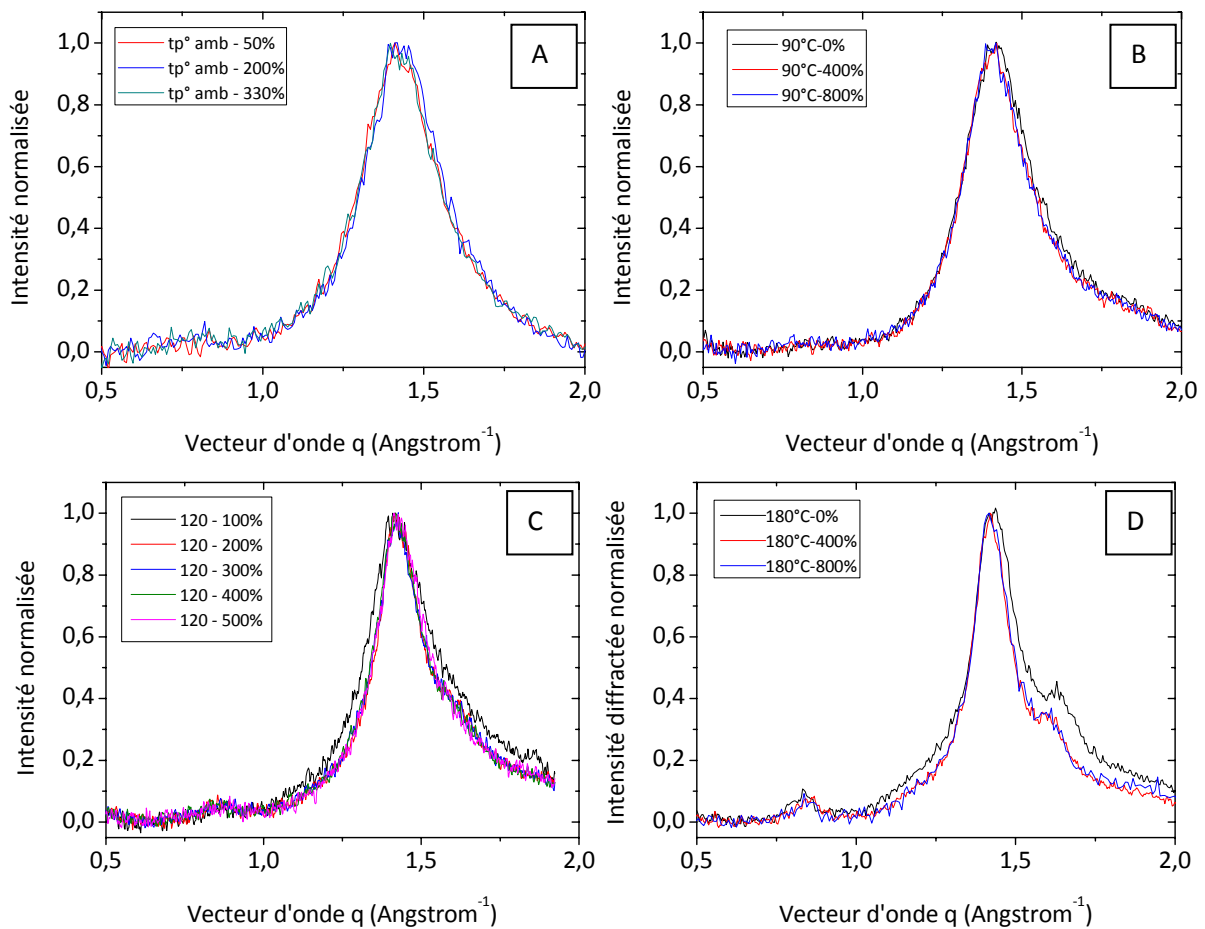 1,0
0,8
0,6
0,4
0,2
0,0
0,5
1,0
1,5
2,0
Intensité normalisée
Vecteur d'onde q (Angstrom-1)
tp° amb - 50%
tp° amb - 200%
tp° amb - 330%
A
1,0
0,8
0,6
0,4
0,2
0,0
0,5
1,0
1,5
2,0
Intensité normalisée
Vecteur d'onde q (Angstrom-1)
90°C-0%
90°C-400%
90°C-800%
B
1,0
0,8
0,6
0,4
0,2
0,0
0,5
1,0
1,5
2,0
Intensité normalisée
Vecteur d'onde q (Angstrom-1)
120 - 100%
120 - 200%
120 - 300%
120 - 400%
120 - 500%
C
1,0
0,8
0,6
0,4
0,2
0,0
0,5
1,0
1,5
2,0
Intensité diffractée normalisée
Vecteur d'onde q (Angstrom-1)
180°C-0%
180°C-400%
180°C-800%
D